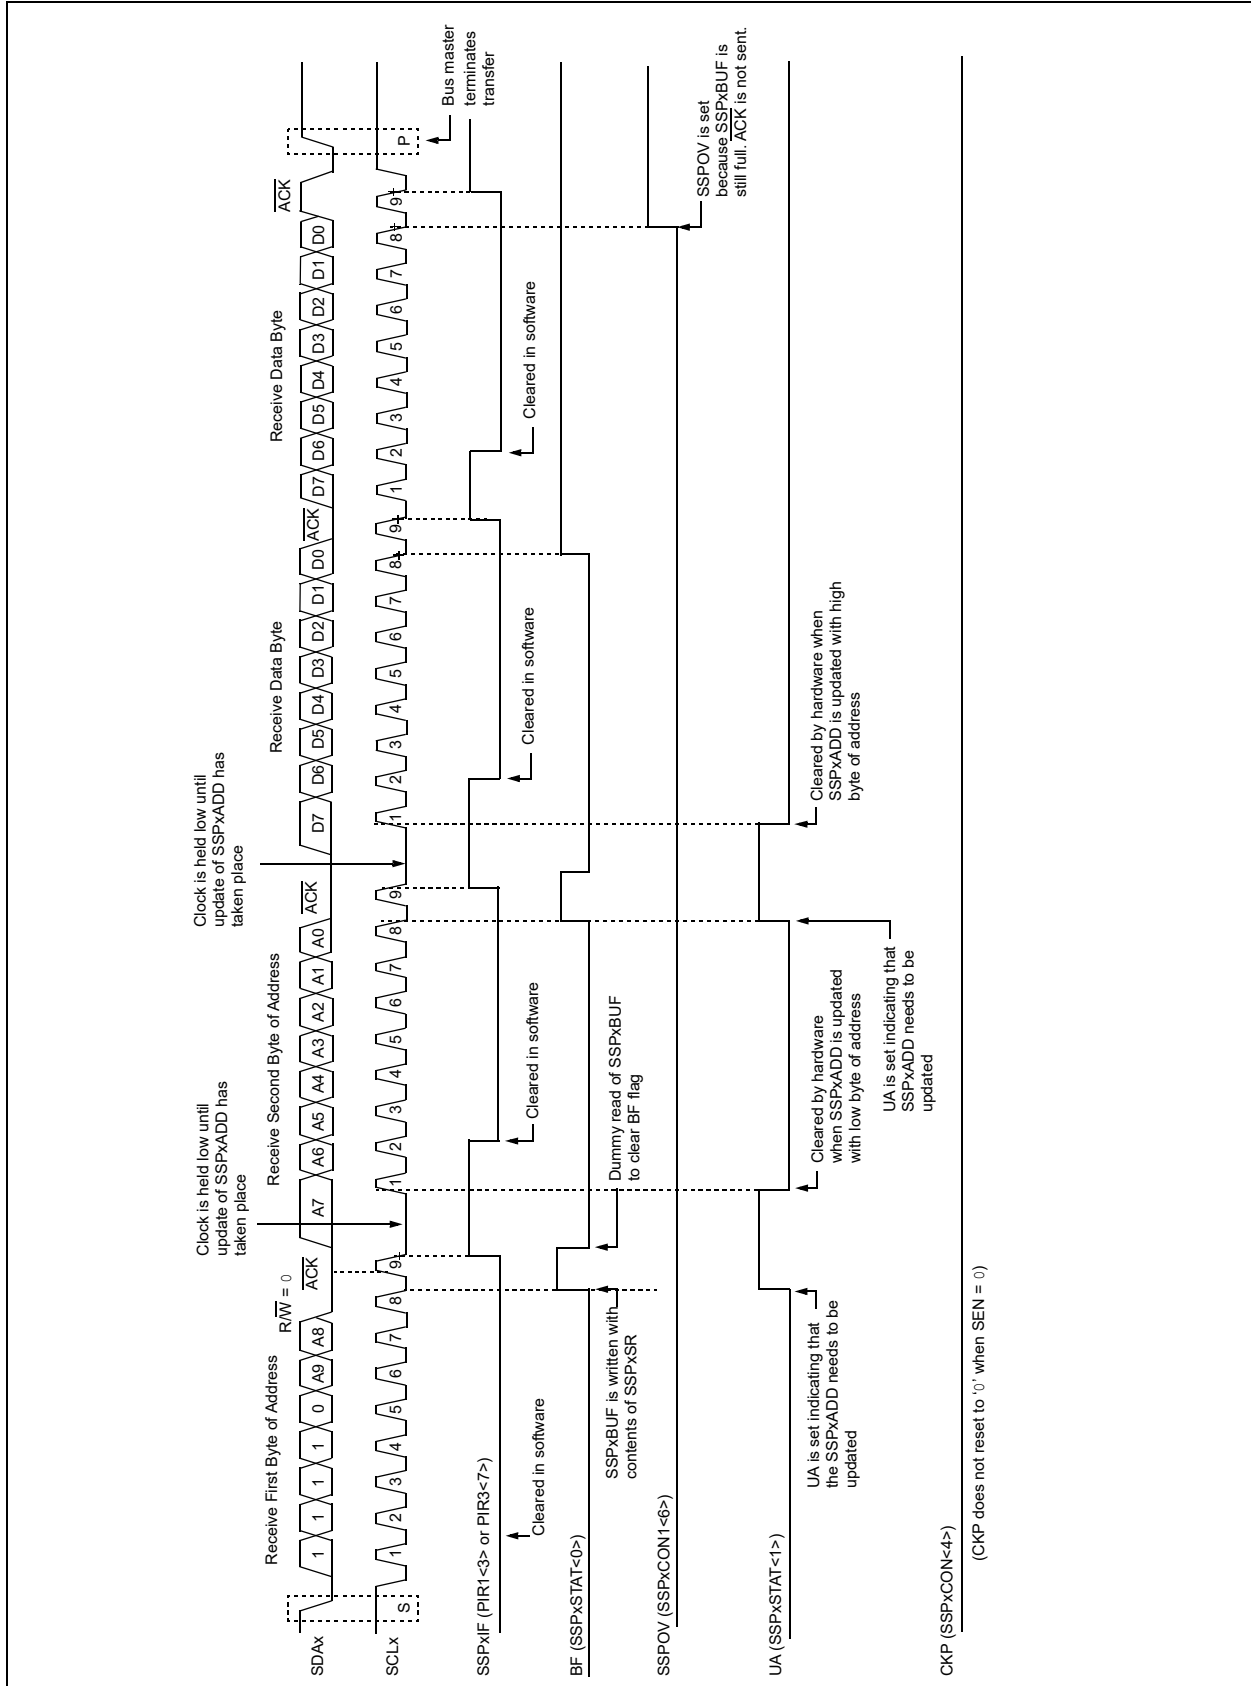 Receive First Byte of Address
R/W = 0
Receive Second Byte of Address
Receive Data Byte
Receive Data Byte
Clock is held low until
update of SSPxADD has
taken place
Clock is held low until
update of SSPxADD has
taken place
SDAx
1 1 1 1 0 A9 A8 ACK A7 A6 A5 A4 A3 A2 A1 A0 ACK D7 D6 D5 D4 D3 D2 D1 D0 ACK D7 D6 D5 D4 D3 D2 D1 D0 ACK
SCLx
S 1 2 3 4 5 6 7 8 9 1 2 3 4 5 6 7 8 9 1 2 3 4 5 6 7 8 9 1 2 3 4 5 6 7 8 9 P
Bus master
terminates
transfer
SSPxIF (PIR1<3> or PIR3<7>)
Cleared in software
Cleared in software
Cleared in software
Cleared in software
BF (SSPxSTAT<0>)
SSPxBUF is written with
contents of SSPxSR
Dummy read of SSPxBUF
to clear BF flag
SSPOV (SSPxCON1<6>)
SSPOV is set
because SSPxBUF is
still full. ACK is not sent.
UA (SSPxSTAT<1>)
UA is set indicating that
the SSPxADD needs to be
updated
Cleared by hardware
when SSPxADD is updated
with low byte of address
UA is set indicating that
SSPxADD needs to be
updated
Cleared by hardware when
SSPxADD is updated with high
byte of address
CKP (SSPxCON<4>)
(CKP does not reset to ‘0’ when SEN = 0)